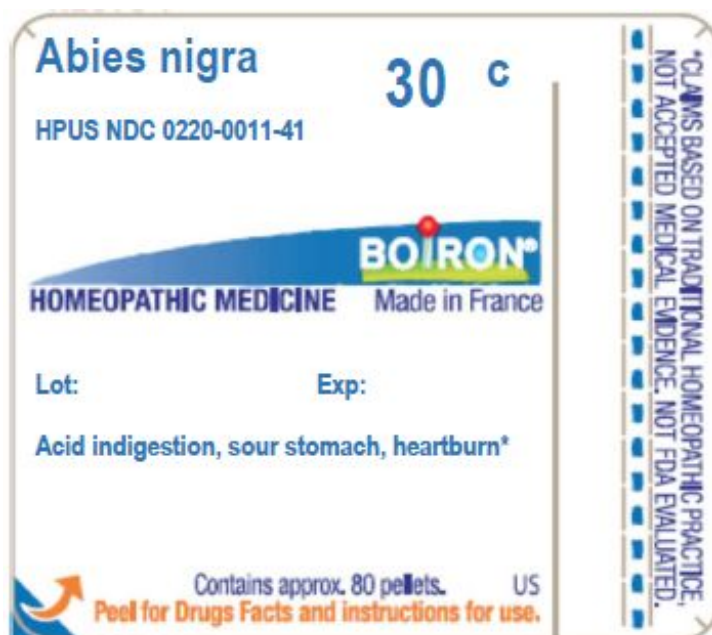 Abies nigra 30 C
HPUS NDC 0220-0011-41
BOIRON®
HOMEOPATHIC MEDICINE Made in France
Lot: Exp:
Acid indigestion, sour stomach, heartburn*
Contains approx. 80 pellets. US
Peel for Drugs Facts and instructions for use.
*CLAIMS BASED ON TRADITIONAL HOMEOPATHIC PRACTICE,
NOT ACCEPTED MEDICAL EVIDENCE. NOT FDA EVALUATED.